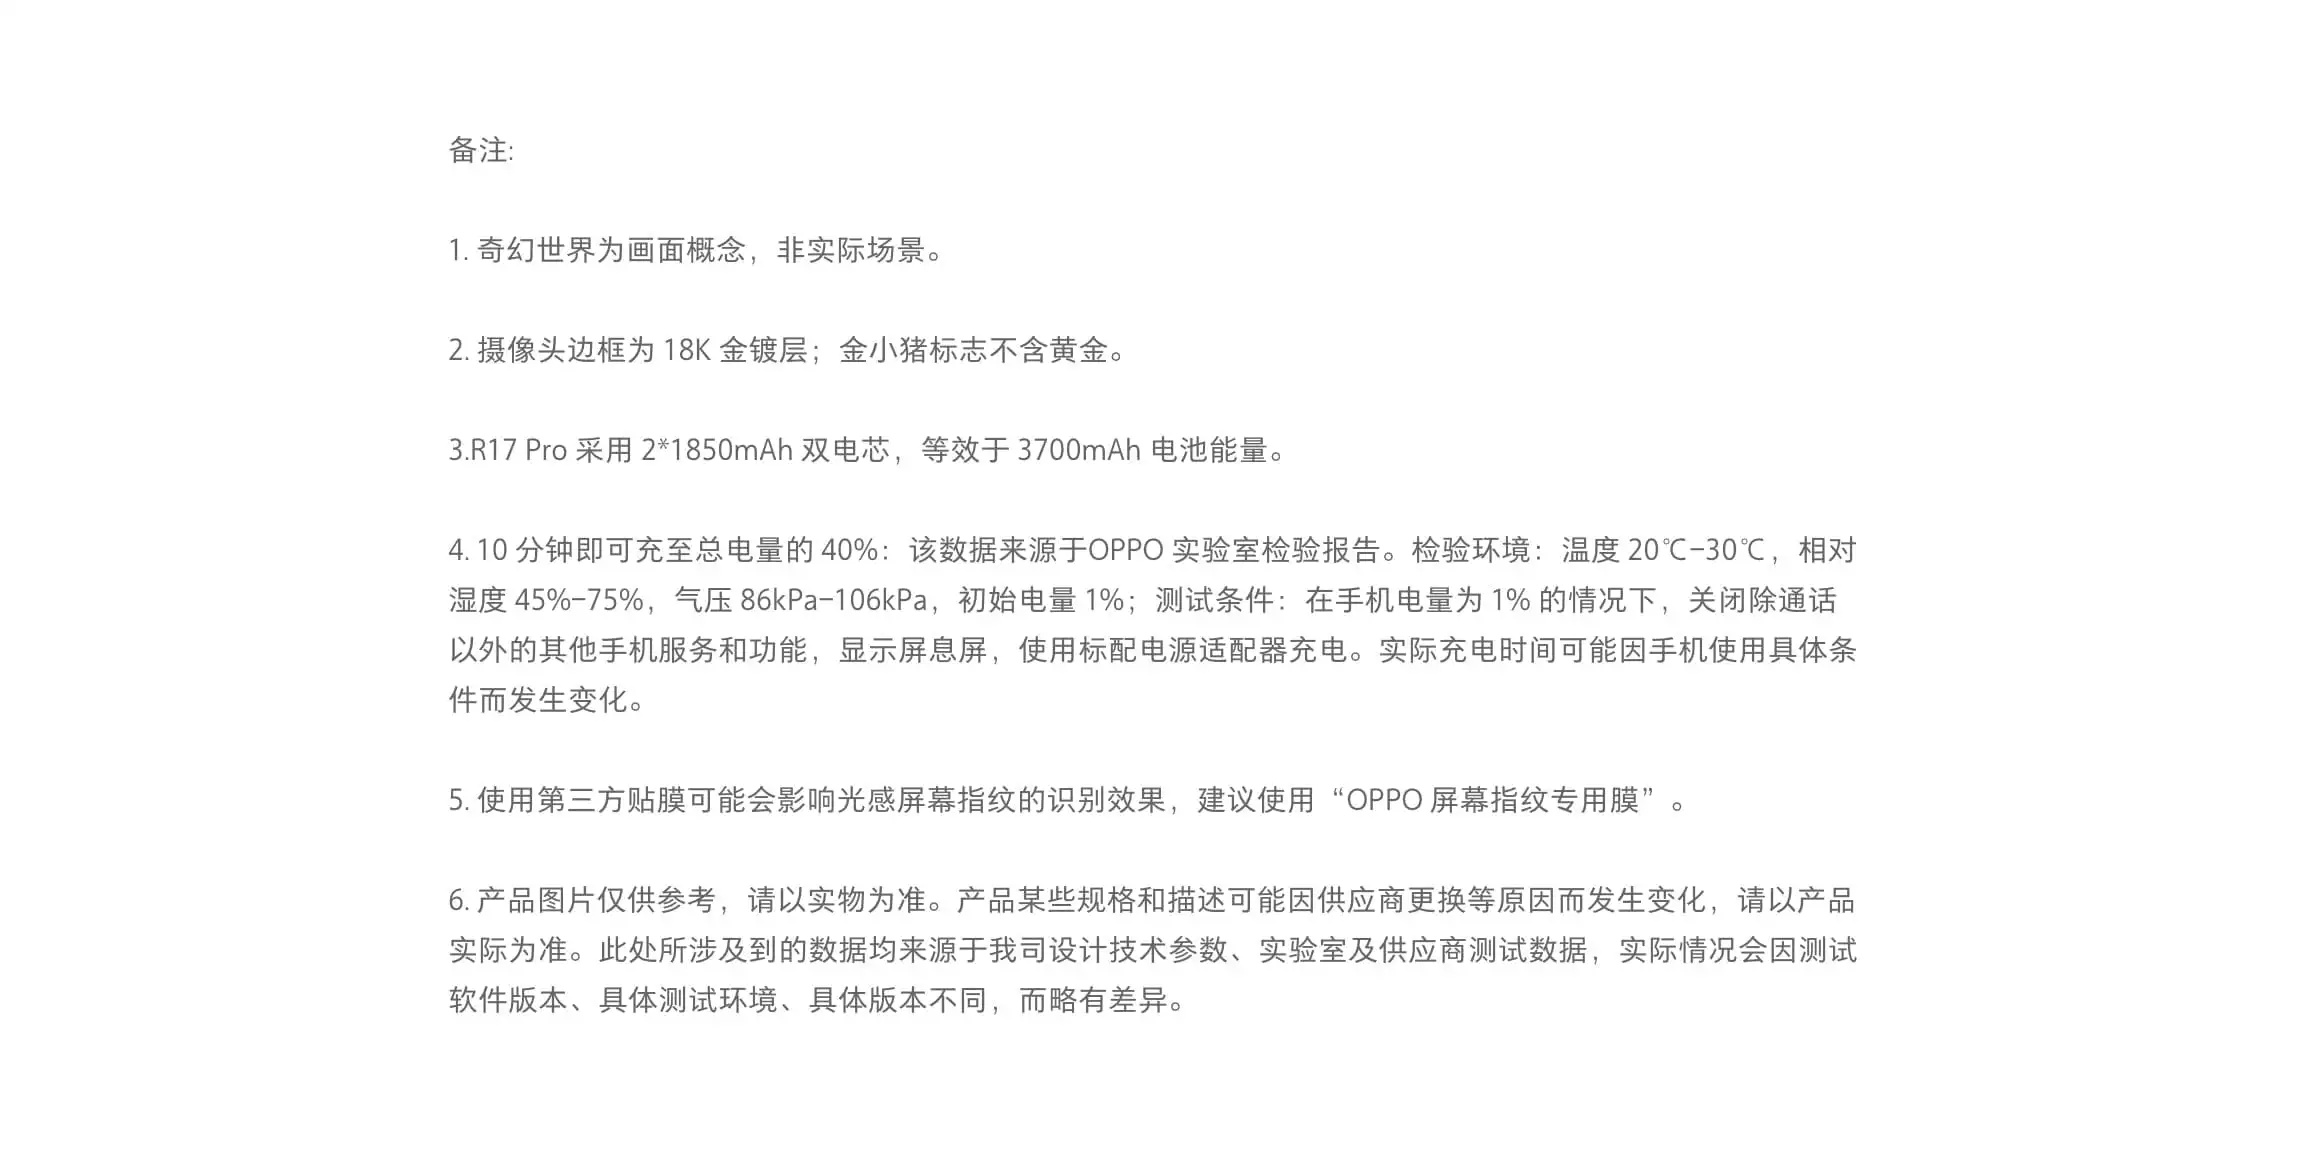 备注:
1. 奇幻世界为画面概念，非实际场景。
2. 摄像头边框为 18K 金镀层；金小猪标志不含黄金。
3.R17 Pro 采用 2*1850mAh 双电芯，等效于 3700mAh 电池能量。
4. 10 分钟即可充至总电量的 40%：该数据来源于OPPO 实验室检验报告。检验环境：温度 20℃-30℃，相对
湿度 45%-75%，气压 86kPa-106kPa，初始电量 1%；测试条件：在手机电量为 1% 的情况下，关闭除通话
以外的其他手机服务和功能，显示屏息屏，使用标配电源适配器充电。实际充电时间可能因手机使用具体条
件而发生变化。
5. 使用第三方贴膜可能会影响光感屏幕指纹的识别效果，建议使用“OPPO 屏幕指纹专用膜”。
6. 产品图片仅供参考，请以实物为准。产品某些规格和描述可能因供应商更换等原因而发生变化，请以产品
实际为准。此处所涉及到的数据均来源于我司设计技术参数、实验室及供应商测试数据，实际情况会因测试
软件版本、具体测试环境、具体版本不同，而略有差异。